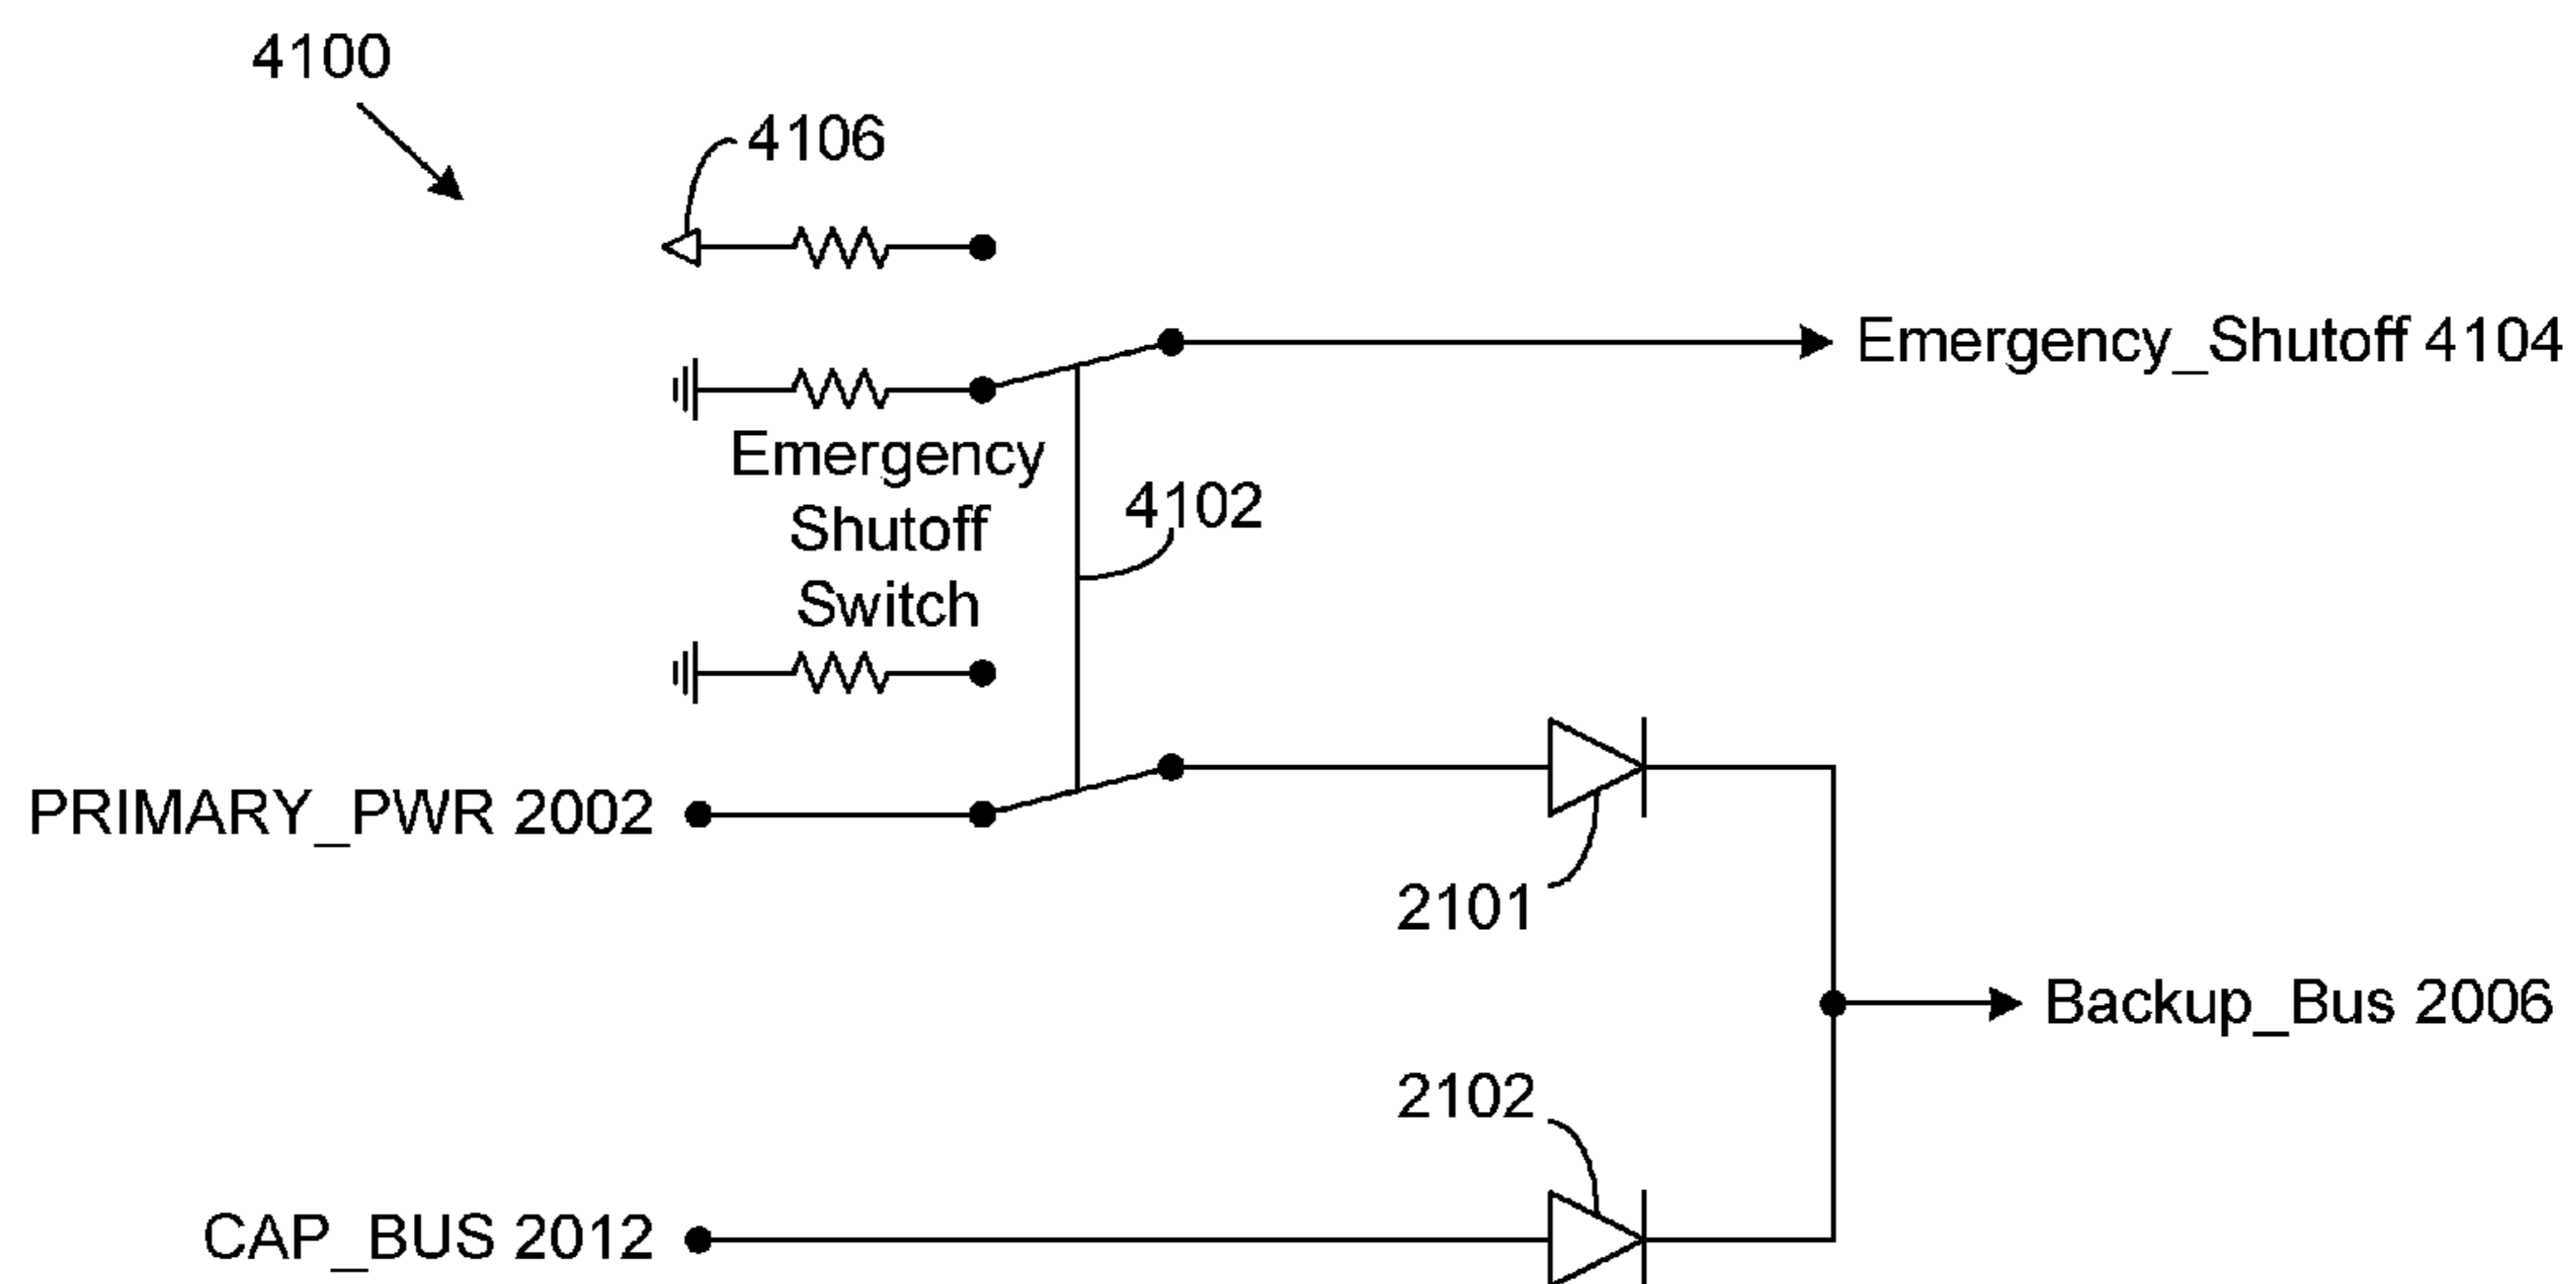 4100
4106
Emergency_Shutoff 4104
Emergency
Shutoff
Switch
4102
PRIMARY_PWR 2002
2101
Backup_Bus 2006
2102
CAP_BUS 2012